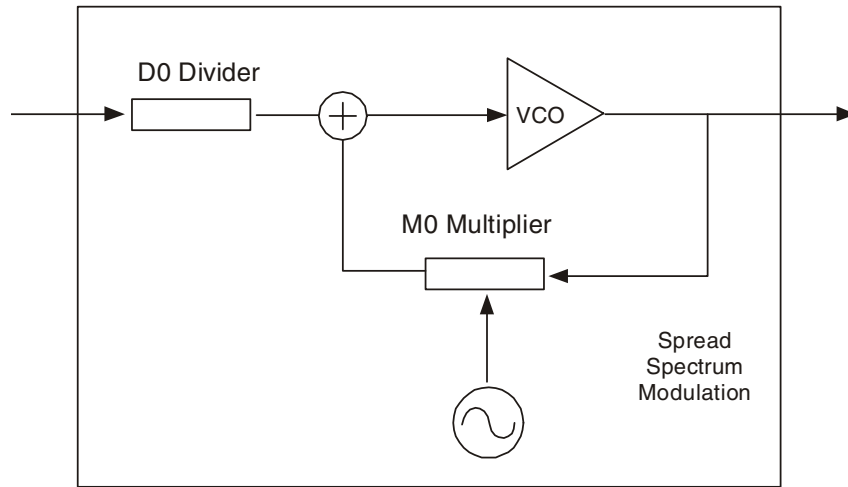 D0 Divider
VCO
M0 Multiplier
Spread
Spectrum
Modulation